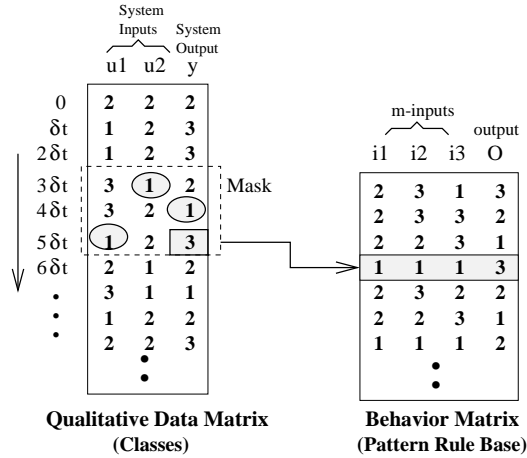 System Inputs
System Output
u1 u2 y
0 2 2 2
δt 1 2 3
2δt 1 2 3
3δt 3 1 2
Mask
4δt 3 2 1
5δt 1 2 3
6δt 2 1 2
3 1 1
1 2 2
2 2 3
Qualitative Data Matrix
(Classes)
m-inputs
output
i1 i2 i3 O
2 3 1 3
2 3 3 2
2 2 3 1
1 1 1 3
2 3 2 2
2 2 3 1
1 1 1 2
Behavior Matrix
(Pattern Rule Base)